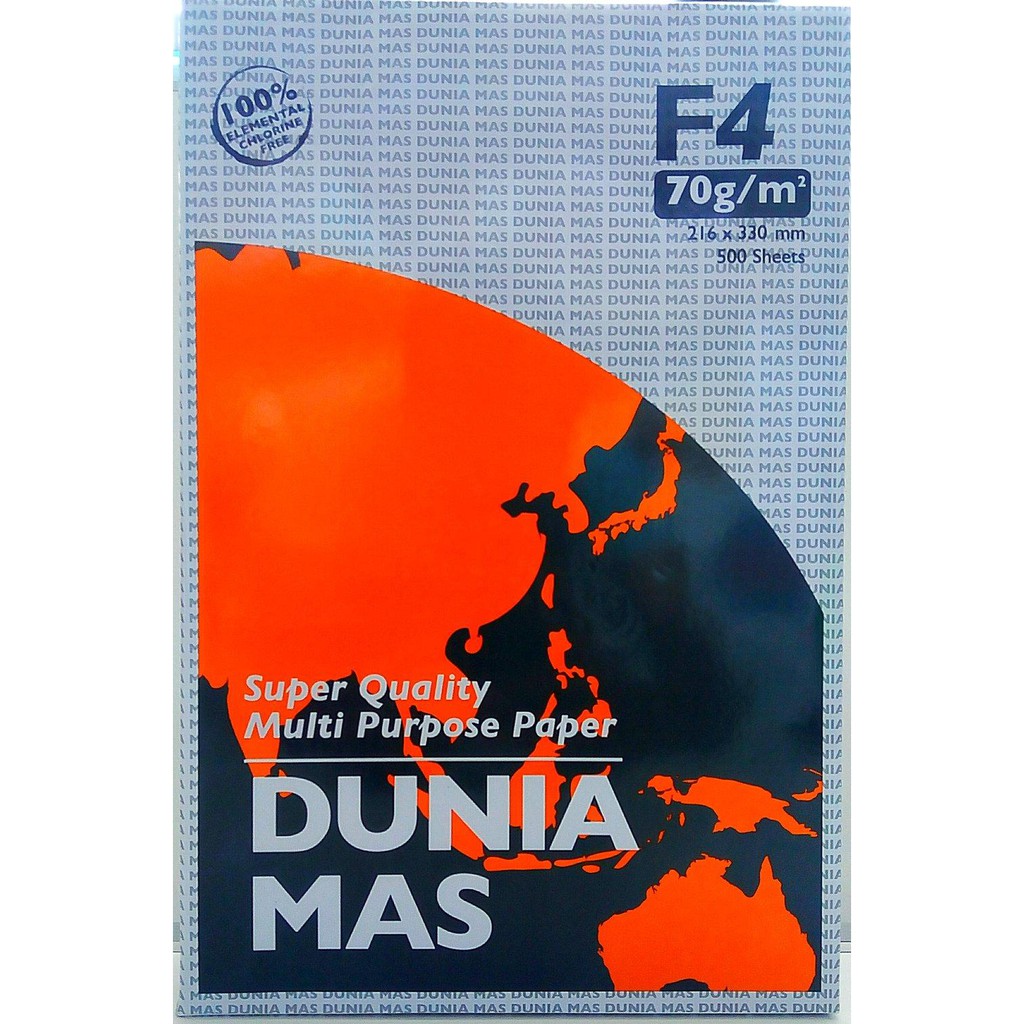 100%
ELEMENTAL
CHLORINE
FREE
F4
70g/m²
216 x 330 mm
500 Sheets
Super Quality
Multi Purpose Paper
DUNIA
MAS